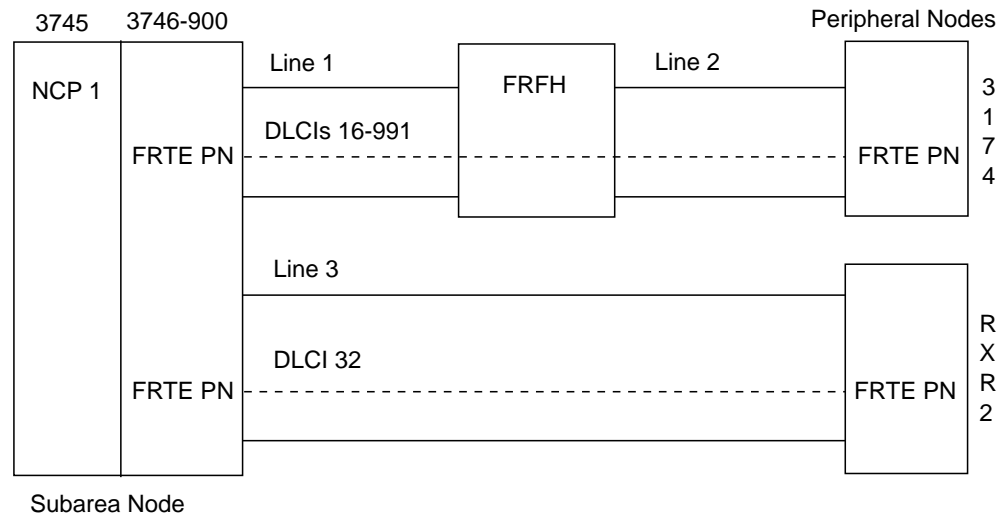 3745 3746-900 Peripheral Nodes
Line 1
Line 2
FRFH
NCP 1
DLCIs 16-991
FRTE PN
FRTE PN
3
1
7
4
Line 3
DLCI 32
FRTE PN
FRTE PN
R
X
R
2
Subarea Node